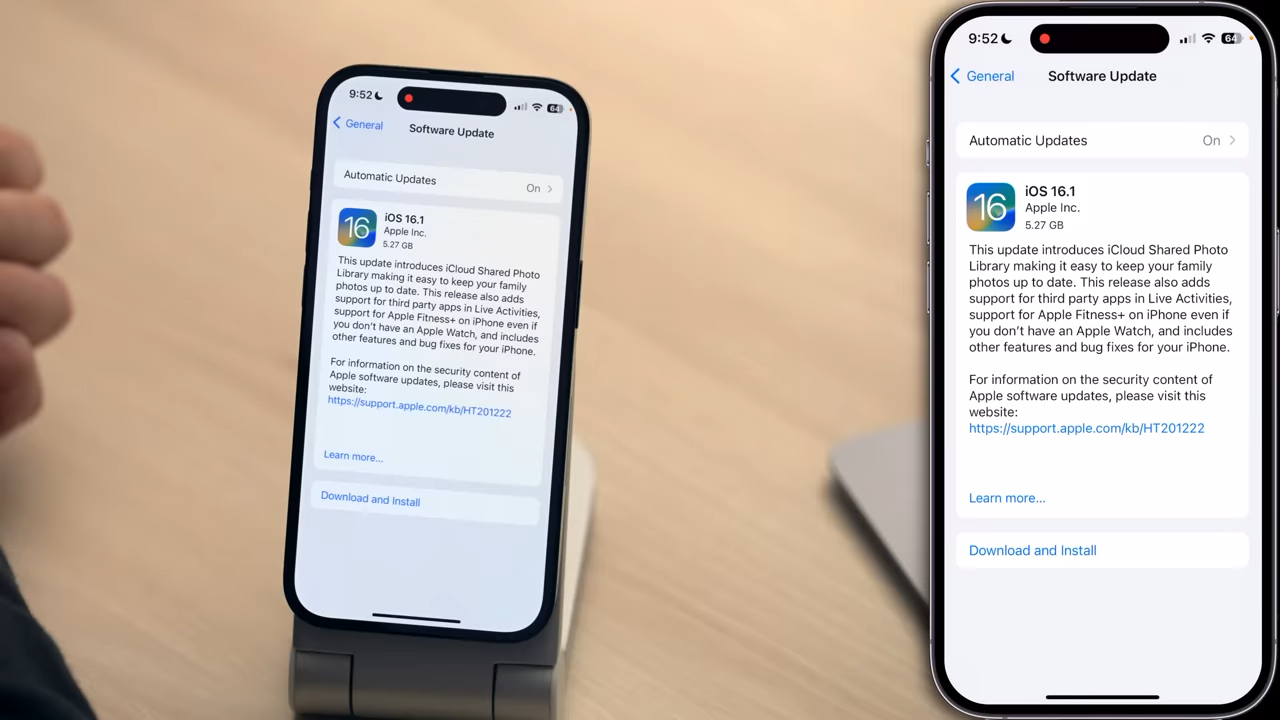 9:52
64
General
Software Update
Automatic Updates
On
16
iOS 16.1
Apple Inc.
5.27 GB
This update introduces iCloud Shared Photo
Library making it easy to keep your family
photos up to date. This release also adds
support for third party apps in Live Activities,
support for Apple Fitness+ on iPhone even if
you don't have an Apple Watch, and includes
other features and bug fixes for your iPhone.
For information on the security content of
Apple software updates, please visit this
website:
https://support.apple.com/kb/HT201222
Learn more...
Download and Install
9:52
64
General
Software Update
Automatic Updates
On
16
iOS 16.1
Apple Inc.
5.27 GB
This update introduces iCloud Shared Photo
Library making it easy to keep your family
photos up to date. This release also adds
support for third party apps in Live Activities,
support for Apple Fitness+ on iPhone even if
you don't have an Apple Watch, and includes
other features and bug fixes for your iPhone.
For information on the security content of
Apple software updates, please visit this
website:
https://support.apple.com/kb/HT201222
Learn more...
Download and Install